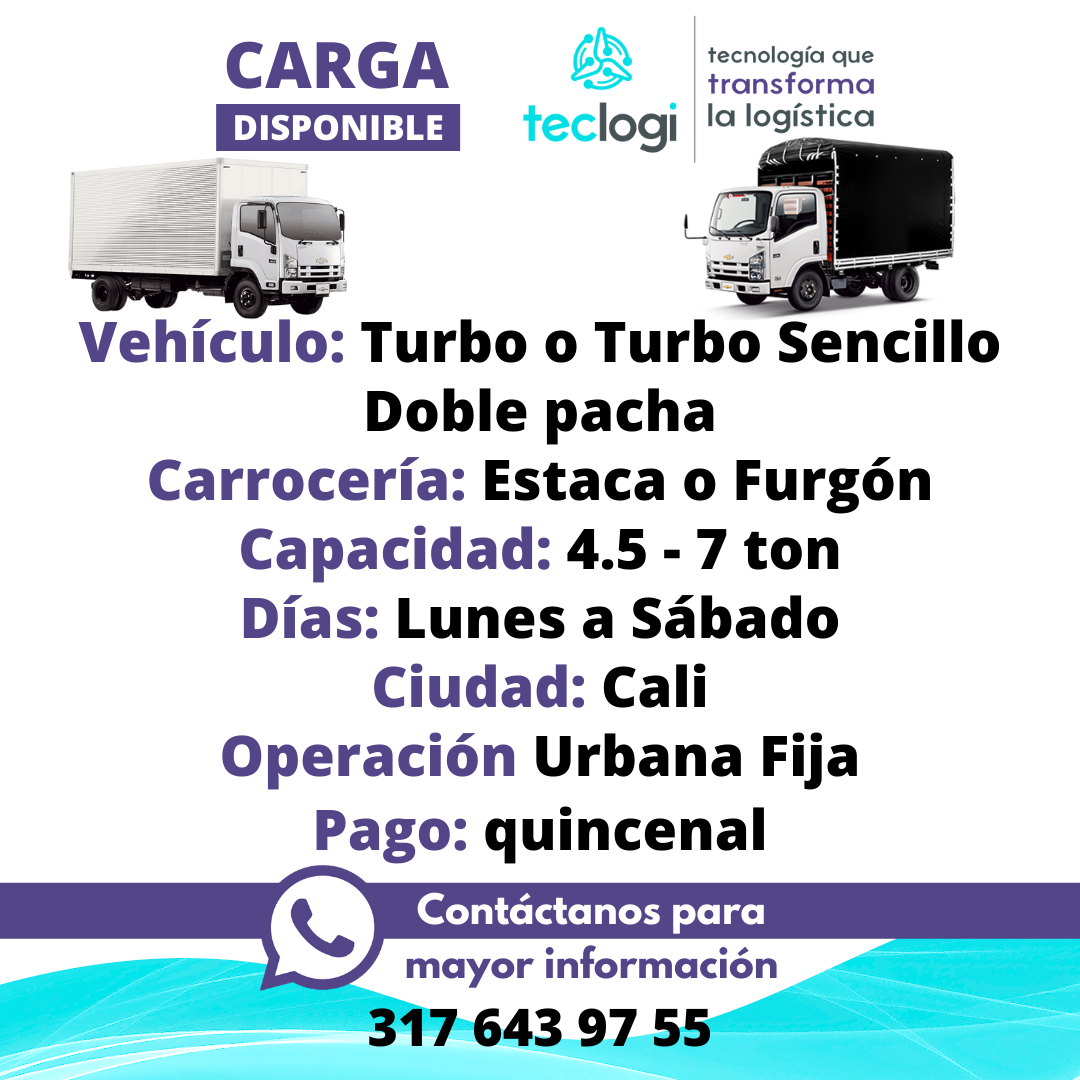 CARGA
DISPONIBLE
teclogi
tecnología que
transforma
la logística
Vehículo: Turbo o Turbo Sencillo
Doble pacha
Carrocería: Estaca o Furgón
Capacidad: 4.5 - 7 ton
Días: Lunes a Sábado
Ciudad: Cali
Operación Urbana Fija
Pago: quincenal
Contáctanos para
mayor información
317 643 97 55